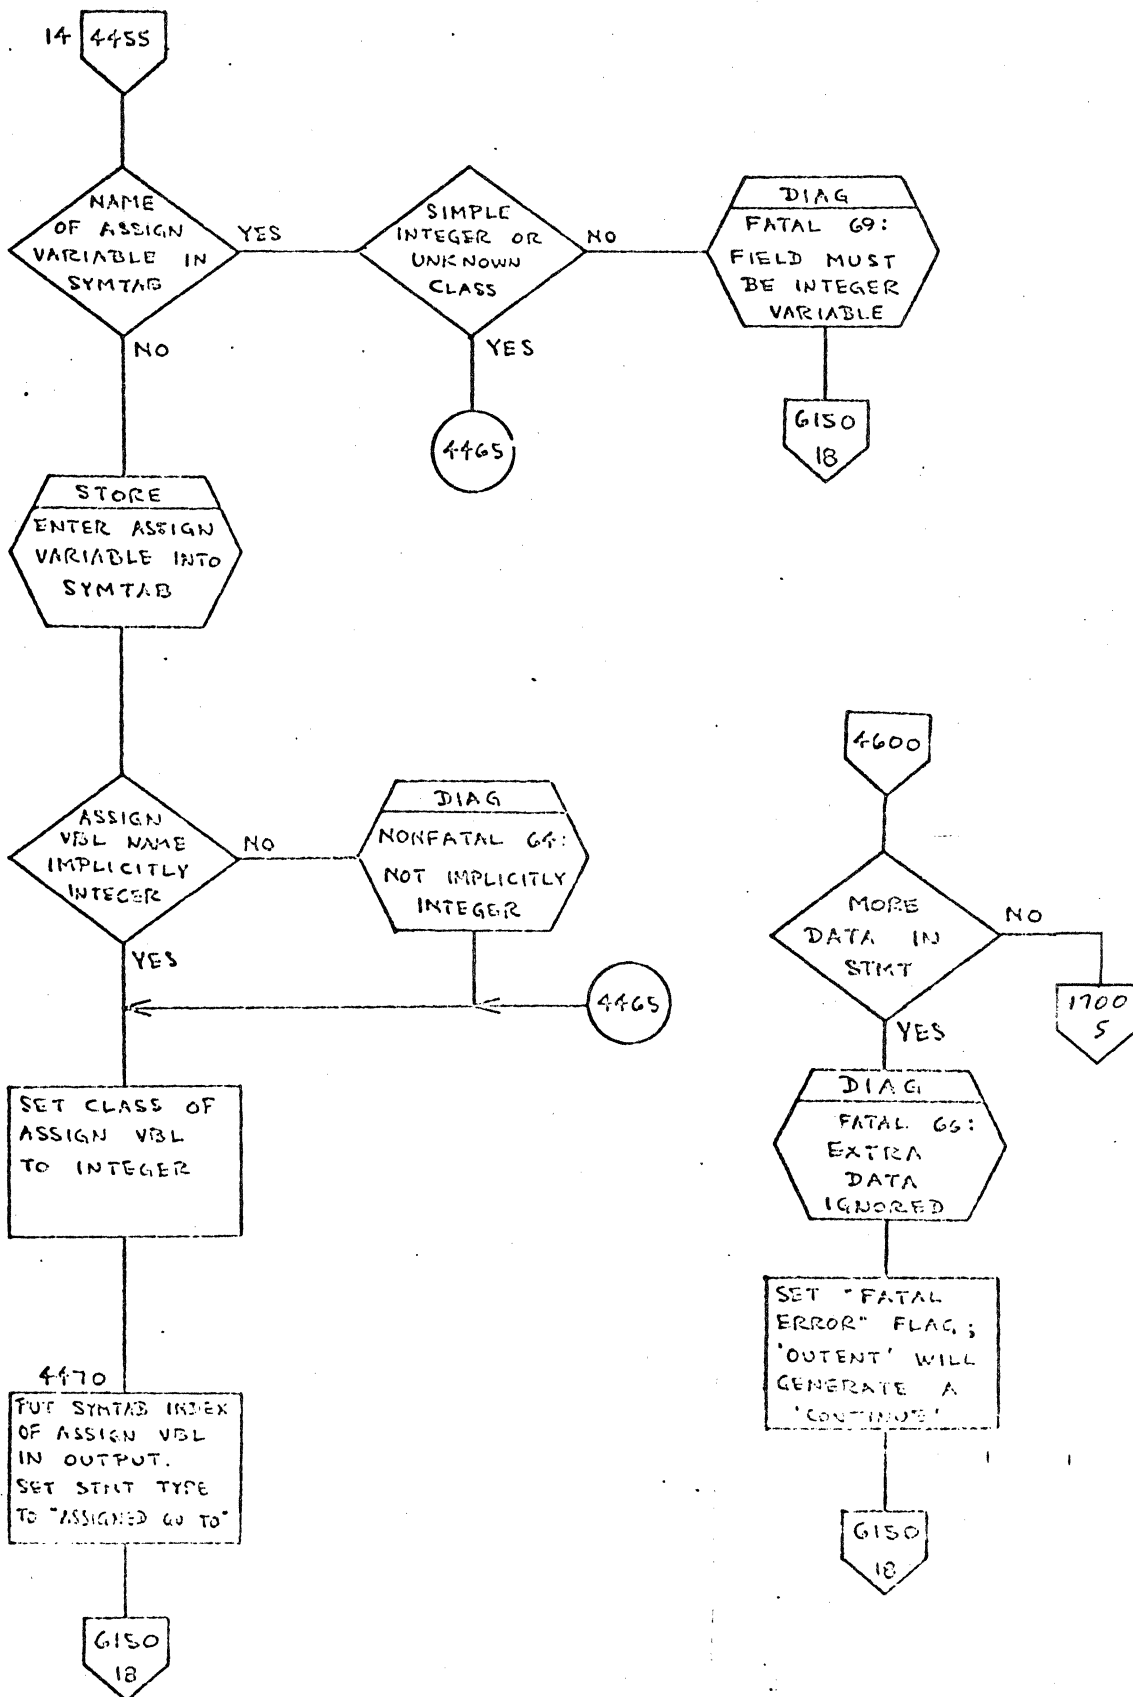 14 4455
NAME
OF ASSIGN
VARIABLE IN
SYMTAB
YES
NO
SIMPLE
INTEGER OR
UNKNOWN
CLASS
NO
YES
DIAG
FATAL 69:
FIELD MUST
BE INTEGER
VARIABLE
6150
18
4465
STORE
ENTER ASSIGN
VARIABLE INTO
SYMTAB
ASSIGN
VBL NAME
IMPLICITLY
INTEGER
NO
YES
DIAG
NONFATAL 64:
NOT IMPLICITLY
INTEGER
4465
SET CLASS OF
ASSIGN VBL
TO INTEGER
4470
PUT SYMTAB INDEX
OF ASSIGN VBL
IN OUTPUT.
SET STMT TYPE
TO "ASSIGNED GO TO"
6150
18
4600
MORE
DATA IN
STMT
NO
YES
1700
5
DIAG
FATAL 66:
EXTRA
DATA
IGNORED
SET "FATAL
ERROR" FLAG;
'OUTENT' WILL
GENERATE A
'CONTINUE'
6150
18